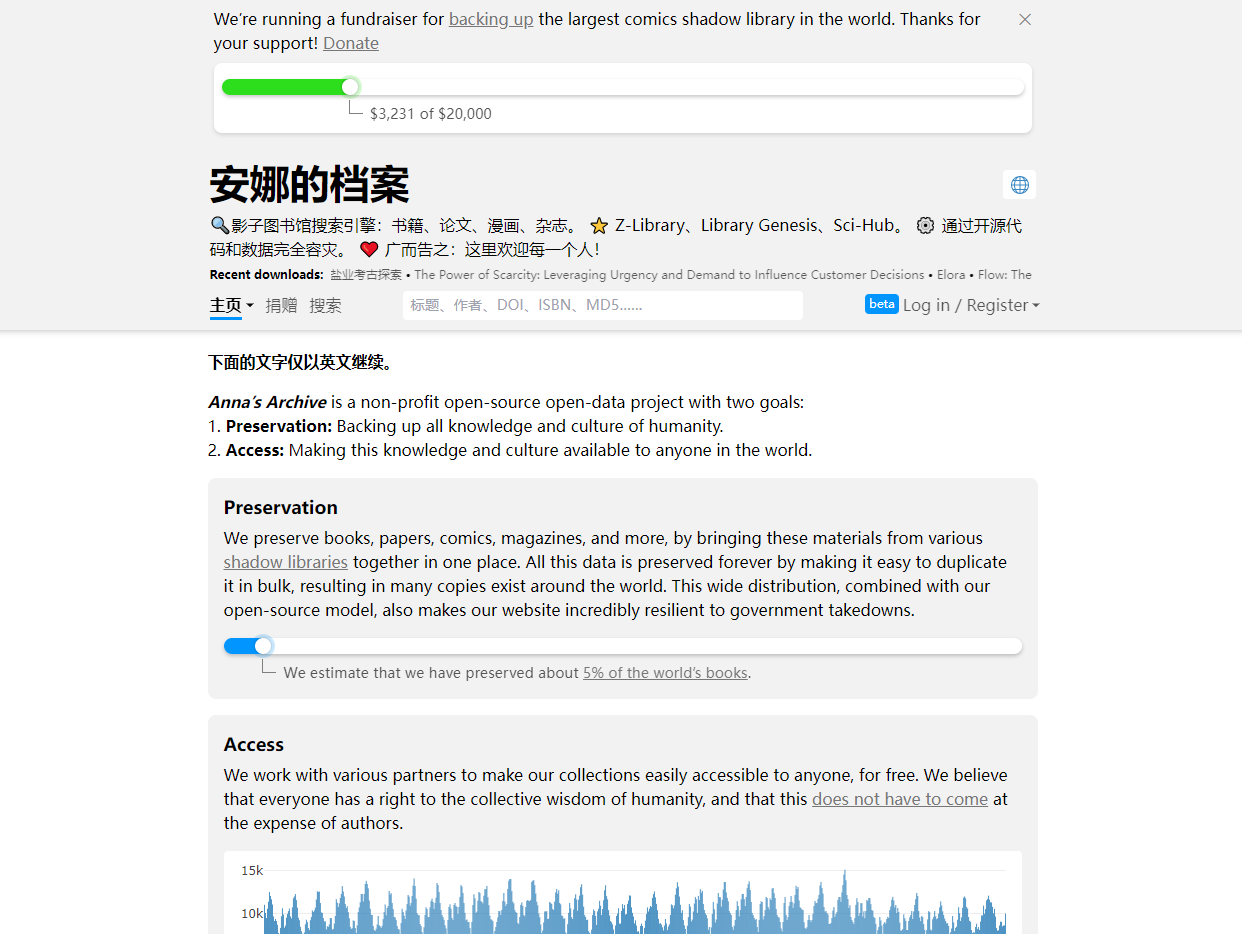 We're running a fundraiser for backing up the largest comics shadow library in the world. Thanks for
your support! Donate
$3,231 of $20,000
安娜的档案
🔍影子图书馆搜索引擎：书籍、论文、漫画、杂志。 ⭐ Z-Library、Library Genesis、Sci-Hub。 ⚙️ 通过开源代
码和数据完全容灾。 ❤️ 广而告之：这里欢迎每一个人！
Recent downloads: 盐业考古探索 • The Power of Scarcity: Leveraging Urgency and Demand to Influence Customer Decisions • Elora • Flow: The
主页 捐赠 搜索 标题、作者、DOI、ISBN、MD5…… beta Log in / Register
下面的文字仅以英文继续。
Anna's Archive is a non-profit open-source open-data project with two goals:
1. Preservation: Backing up all knowledge and culture of humanity.
2. Access: Making this knowledge and culture available to anyone in the world.
Preservation
We preserve books, papers, comics, magazines, and more, by bringing these materials from various
shadow libraries together in one place. All this data is preserved forever by making it easy to duplicate
it in bulk, resulting in many copies exist around the world. This wide distribution, combined with our
open-source model, also makes our website incredibly resilient to government takedowns.
We estimate that we have preserved about 5% of the world's books.
Access
We work with various partners to make our collections easily accessible to anyone, for free. We believe
that everyone has a right to the collective wisdom of humanity, and that this does not have to come at
the expense of authors.
15k
10k